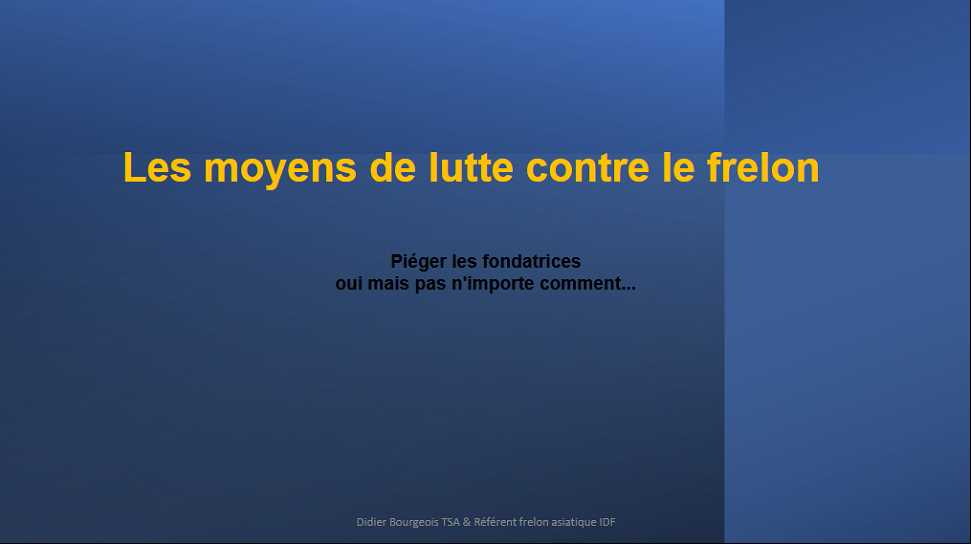 Les moyens de lutte contre le frelon
Piéger les fondatrices
oui mais pas n'importe comment...
Didier Bourgeois TSA & Référent frelon asiatique IDF